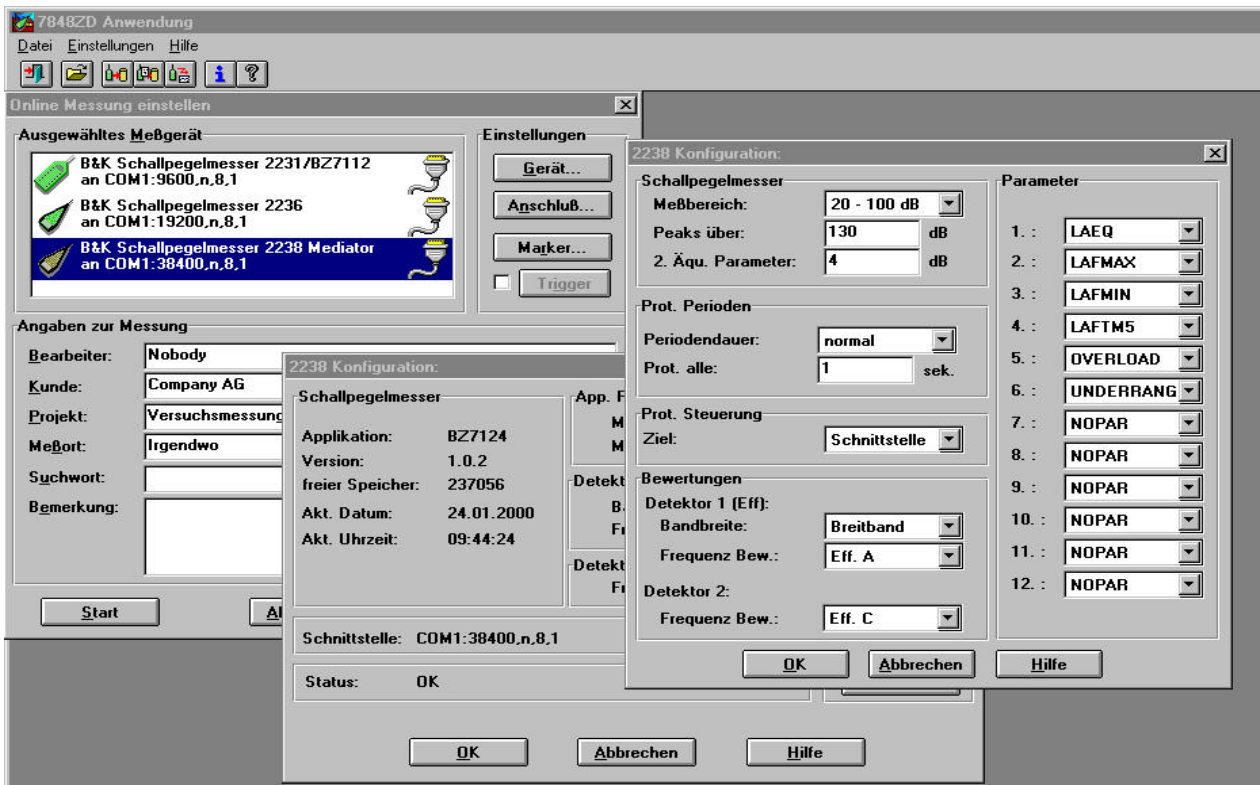 7848ZD Anwendung
Datei Einstellungen Hilfe
Online Messung einstellen
Ausgewähltes Meßgerät
B&K Schallpegelmesser 2231/BZ7112
an COM1:9600,n,8,1
B&K Schallpegelmesser 2236
an COM1:19200,n,8,1
B&K Schallpegelmesser 2238 Mediator
an COM1:38400,n,8,1
Einstellungen
Gerät...
Anschluß...
Marker...
Trigger
Angaben zur Messung
Bearbeiter: Nobody
Kunde: Company AG
Projekt: Versuchsmessung
Meßort: Irgendwo
Suchwort:
Bemerkung:
Start
2238 Konfiguration:
Schallpegelmesser
Applikation: BZ7124
Version: 1.0.2
freier Speicher: 237056
Akt. Datum: 24.01.2000
Akt. Uhrzeit: 09:44:24
App.
Schnittstelle: COM1:38400,n,8,1
Status: OK
OK Abbrechen Hilfe
2238 Konfiguration:
Schallpegelmesser
Meßbereich: 20 - 100 dB
Peaks über: 130 dB
2. Äqu. Parameter: 4 dB
Prot. Perioden
Periodendauer: normal
Prot. alle: 1 sek.
Prot. Steuerung
Ziel: Schnittstelle
Bewertungen
Detektor 1 (Eff):
Bandbreite: Breitband
Frequenz Bew.: Eff. A
Detektor 2:
Frequenz Bew.: Eff. C
Parameter
1. : LAEQ
2. : LAFMAX
3. : LAFMIN
4. : LAFTM5
5. : OVERLOAD
6. : UNDERRANG
7. : NOPAR
8. : NOPAR
9. : NOPAR
10. : NOPAR
11. : NOPAR
12. : NOPAR
OK Abbrechen Hilfe